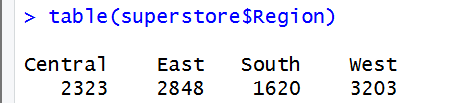 > table(superstore$Region)
Central    East   South    West
   2323    2848    1620    3203